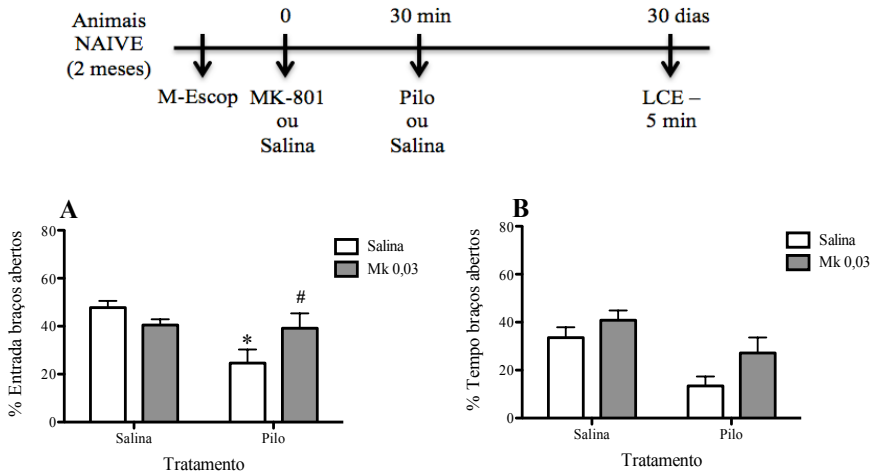 Animais
NAIVE
(2 meses)
0
30 min
30 dias
M-Escop
MK-801
ou
Salina
Pilo
ou
Salina
LCE –
5 min
A
% Entrada braços abertos
80
60
40
20
0
Salina
Mk 0,03
*
#
Salina
Pilo
Tratamento
B
% Tempo braços abertos
80
60
40
20
0
Salina
Mk 0,03
Salina
Pilo
Tratamento